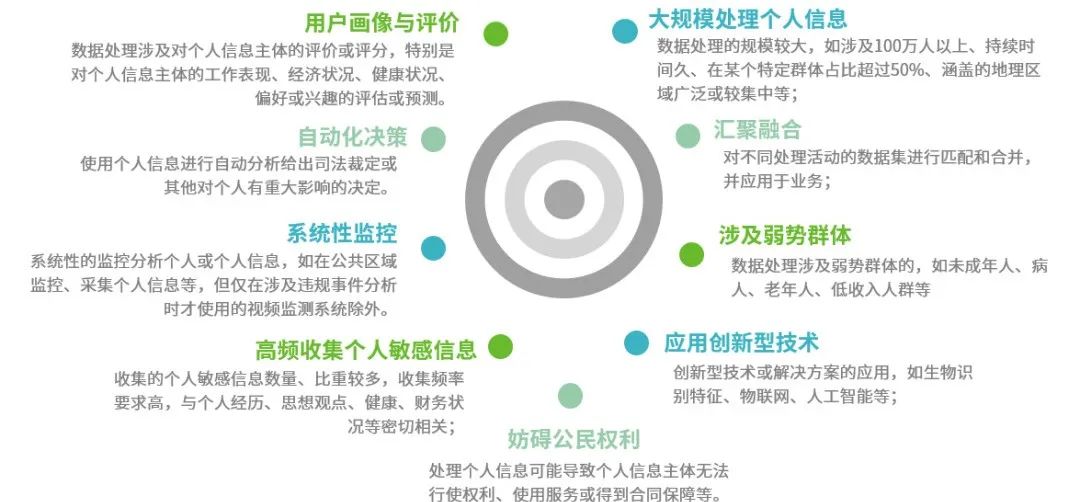 用户画像与评价
数据处理涉及对个人信息主体的评价或评分，特别是
对个人信息主体的工作表现、经济状况、健康状况、
偏好或兴趣的评估或预测。
自动化决策
使用个人信息进行自动分析给出司法裁定或
其他对个人有重大影响的决定。
系统性监控
系统性的监控分析个人或个人信息，如在公共区域
监控、采集个人信息等，但仅在涉及违规事件分析
时才使用的视频监测系统除外。
高频收集个人敏感信息
收集的个人敏感信息数量、比重较多，收集频率
要求高，与个人经历、思想观点、健康、财务状
况等密切相关；
大规模处理个人信息
数据处理的规模较大，如涉及100万人以上、持续时
间久、在某个特定群体占比超过50%、涵盖的地理区
域广泛或较集中等；
汇聚融合
对不同处理活动的数据集进行匹配和合并，
并应用于业务；
涉及弱势群体
数据处理涉及弱势群体的，如未成年人、病
人、老年人、低收入人群等
应用创新型技术
创新型技术或解决方案的应用，如生物识
别特征、物联网、人工智能等；
妨碍公民权利
处理个人信息可能导致个人信息主体无法
行使权利、使用服务或得到合同保障等。